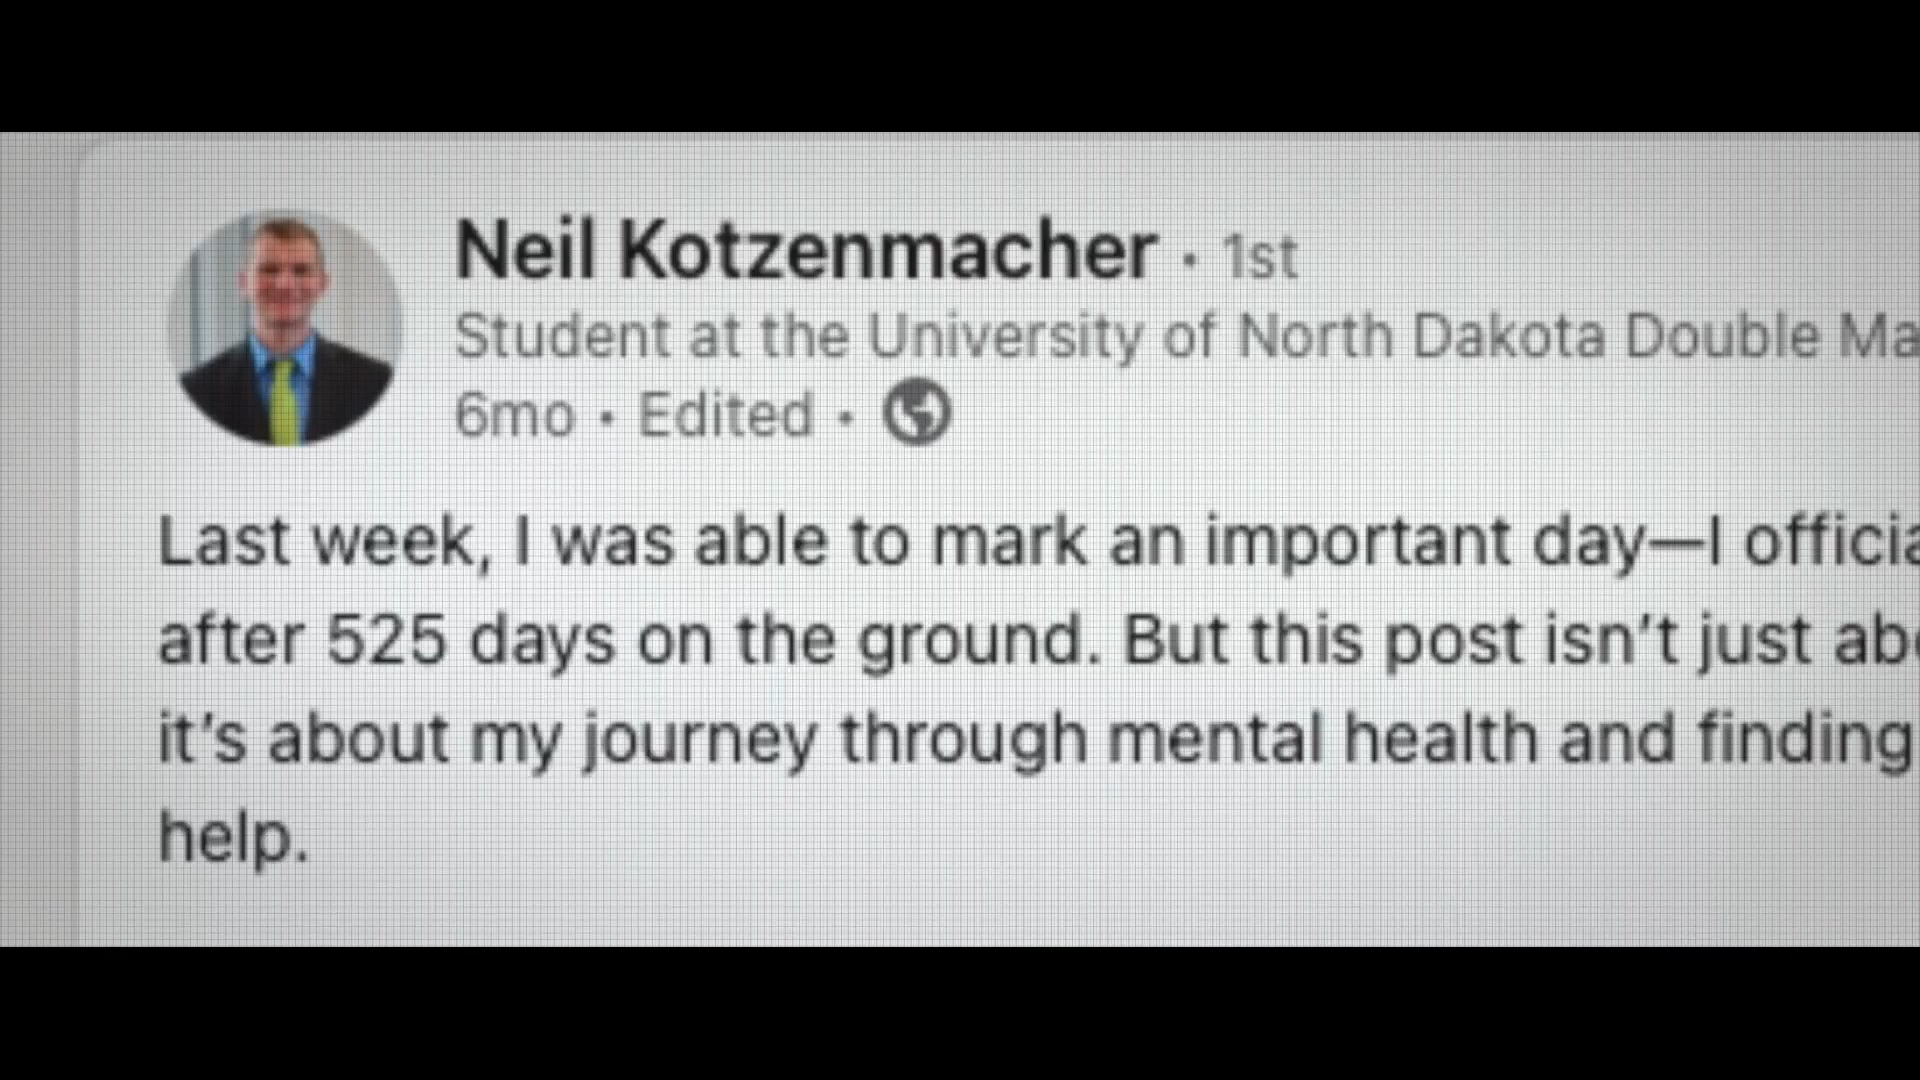 Neil Kotzenmacher · 1st
Student at the University of North Dakota Double
6mo · Edited ·
Last week, I was able to mark an important day—I
after 525 days on the ground. But this post isn’t just
it’s about my journey through mental health and finding
help.